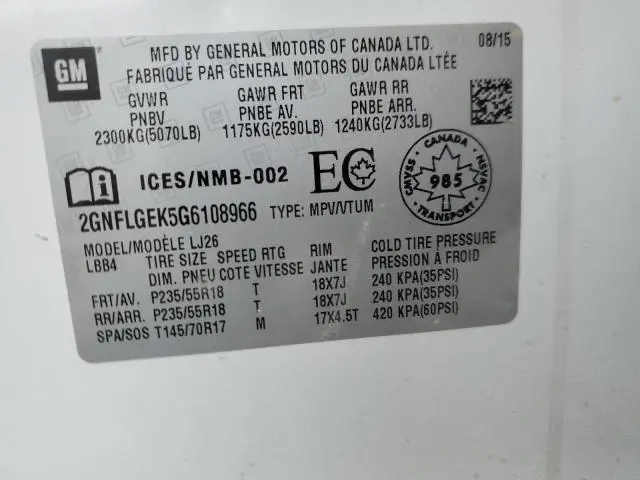 GM
MFD BY GENERAL MOTORS OF CANADA LTD. 08/15
FABRIQUÉ PAR GENERAL MOTORS DU CANADA LTÉE
GVWR GAWR FRT GAWR RR
PNBV PNBE AV. PNBE ARR.
2300KG(5070LB) 1175KG(2590LB) 1240KG(2733LB)
ICES/NMB-002 EC
CANADA CMVSS 985 NSVAC TRANSPORT
2GNFLGEK5G6108966 TYPE: MPV/VTUM
MODEL/MODÈLE LJ26
LBB4 TIRE SIZE SPEED RTG RIM COLD TIRE PRESSURE
DIM. PNEU COTE VITESSE JANTE PRESSION À FROID
FRT/AV. P235/55R18 T 18X7J 240 KPA(35PSI)
RR/ARR. P235/55R18 T 18X7J 240 KPA(35PSI)
SPA/SOS T145/70R17 M 17X4.5T 420 KPA(60PSI)